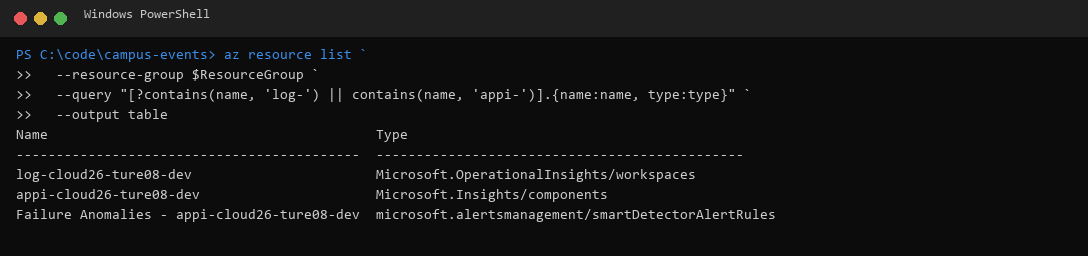 Windows PowerShell
PS C:\code\campus-events> az resource list `
>>   --resource-group $ResourceGroup `
>>   --query "[?contains(name, 'log-') || contains(name, 'appi-')].{name:name, type:type}" `
>>   --output table
Name                                        Type
------------------------------------------  ---------------------------------------------
log-cloud26-ture08-dev                      Microsoft.OperationalInsights/workspaces
appi-cloud26-ture08-dev                     Microsoft.Insights/components
Failure Anomalies - appi-cloud26-ture08-dev  microsoft.alertsmanagement/smartDetectorAlertRules